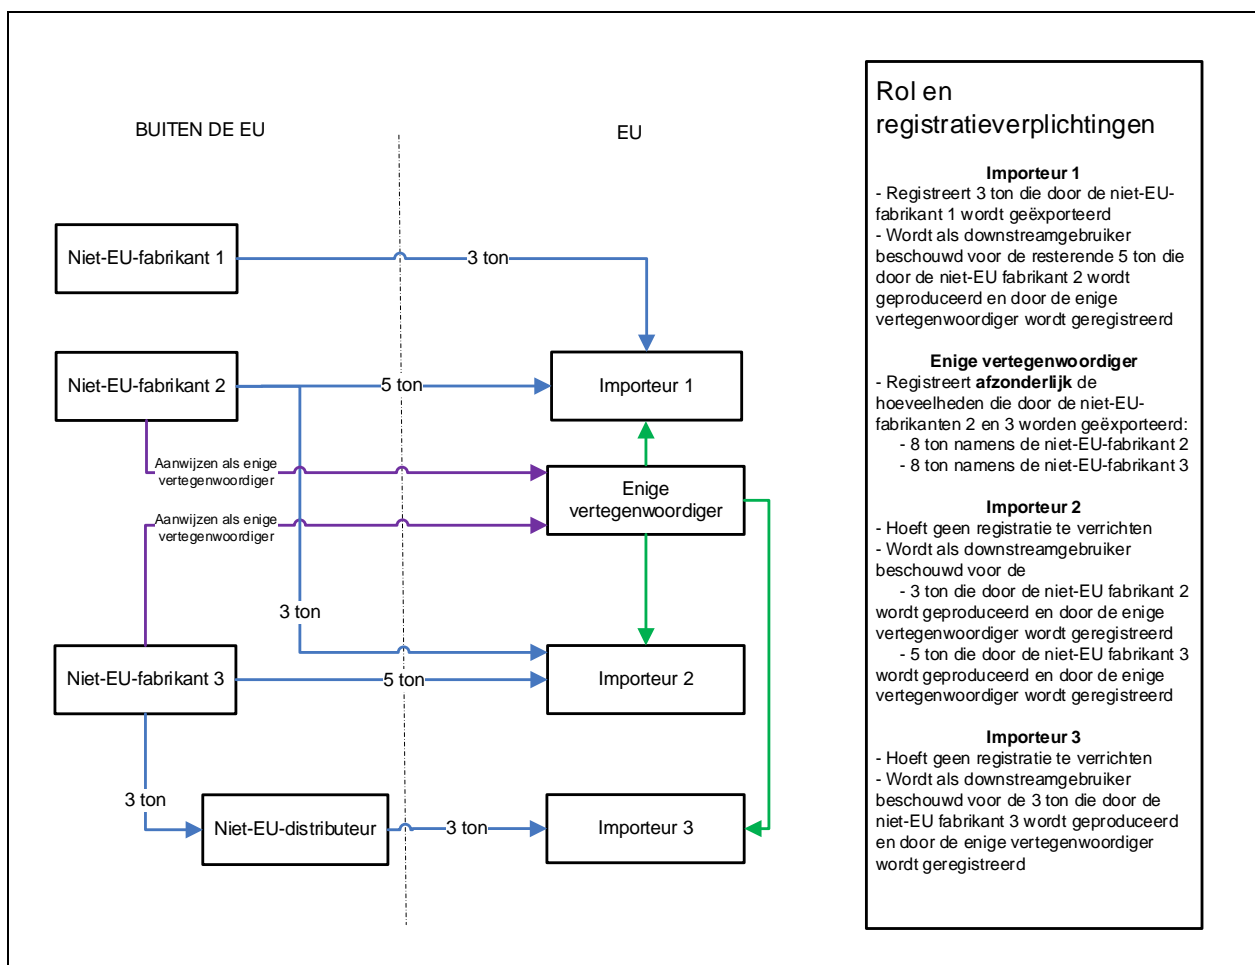 BUITEN DE EU
EU
Niet-EU-fabrikant 1
3 ton
Niet-EU-fabrikant 2
5 ton
Importeur 1
Aanwijzen als enige
vertegenwoordiger
Enige
vertegenwoordiger
Aanwijzen als enige
vertegenwoordiger
3 ton
Niet-EU-fabrikant 3
5 ton
Importeur 2
3 ton
Niet-EU-distributeur
3 ton
Importeur 3
Rol en
registratieverplichtingen
Importeur 1
- Registreert 3 ton die door de niet-EU-
fabrikant 1 wordt geëxporteerd
- Wordt als downstreamgebruiker
beschouwd voor de resterende 5 ton die
door de niet-EU fabrikant 2 wordt
geproduceerd en door de enige
vertegenwoordiger wordt geregistreerd
Enige vertegenwoordiger
- Registreert afzonderlijk de
hoeveelheden die door de niet-EU-
fabrikanten 2 en 3 worden geëxporteerd:
- 8 ton namens de niet-EU-fabrikant 2
- 8 ton namens de niet-EU-fabrikant 3
Importeur 2
- Hoeft geen registratie te verrichten
- Wordt als downstreamgebruiker
beschouwd voor de
- 3 ton die door de niet-EU fabrikant 2
wordt geproduceerd en door de enige
vertegenwoordiger wordt geregistreerd
- 5 ton die door de niet-EU fabrikant 3
wordt geproduceerd en door de enige
vertegenwoordiger wordt geregistreerd
Importeur 3
- Hoeft geen registratie te verrichten
- Wordt als downstreamgebruiker
beschouwd voor de 3 ton die door de
niet-EU fabrikant 3 wordt geproduceerd
en door de enige vertegenwoordiger
wordt geregistreerd